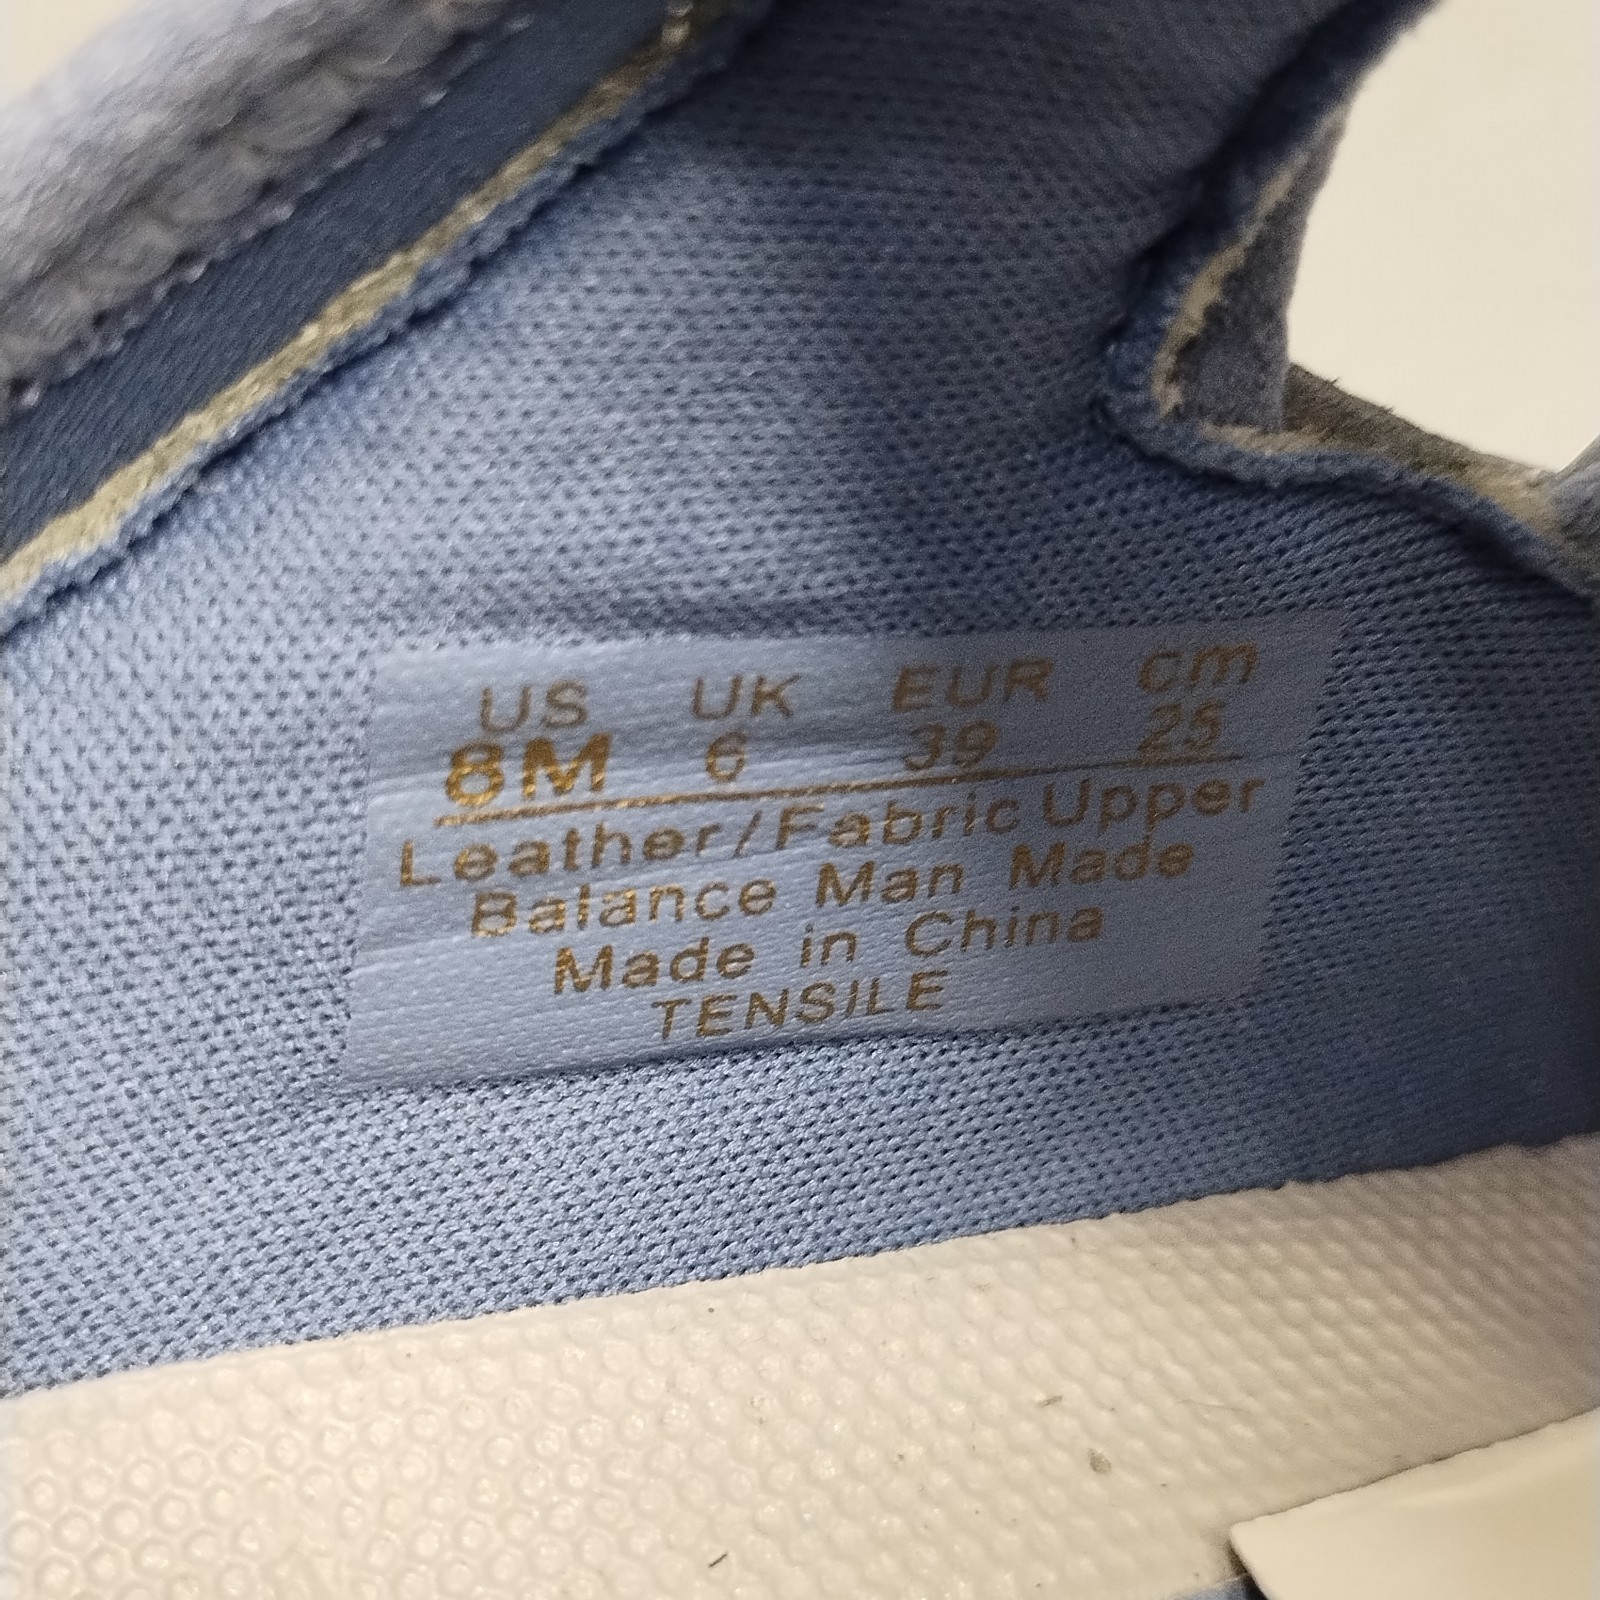 US UK EUR cm
8M 6 39 25
Leather/Fabric Upper
Balance Man Made
Made in China
TENSILE